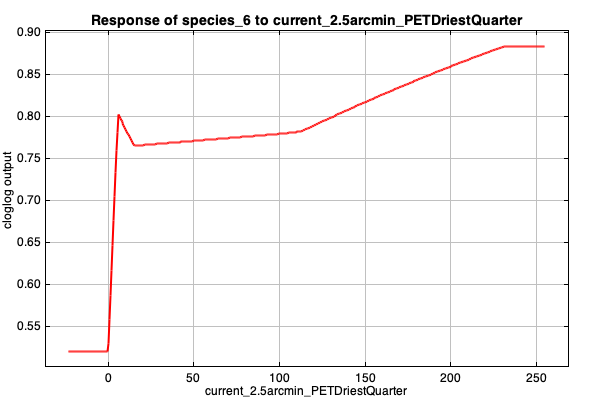 Response of species_6 to current_2.5arcmin_PETDriestQuarter
0.90
0.85
0.80
0.75
0.70
0.65
0.60
0.55
cloglog output
0 50 100 150 200 250
current_2.5arcmin_PETDriestQuarter